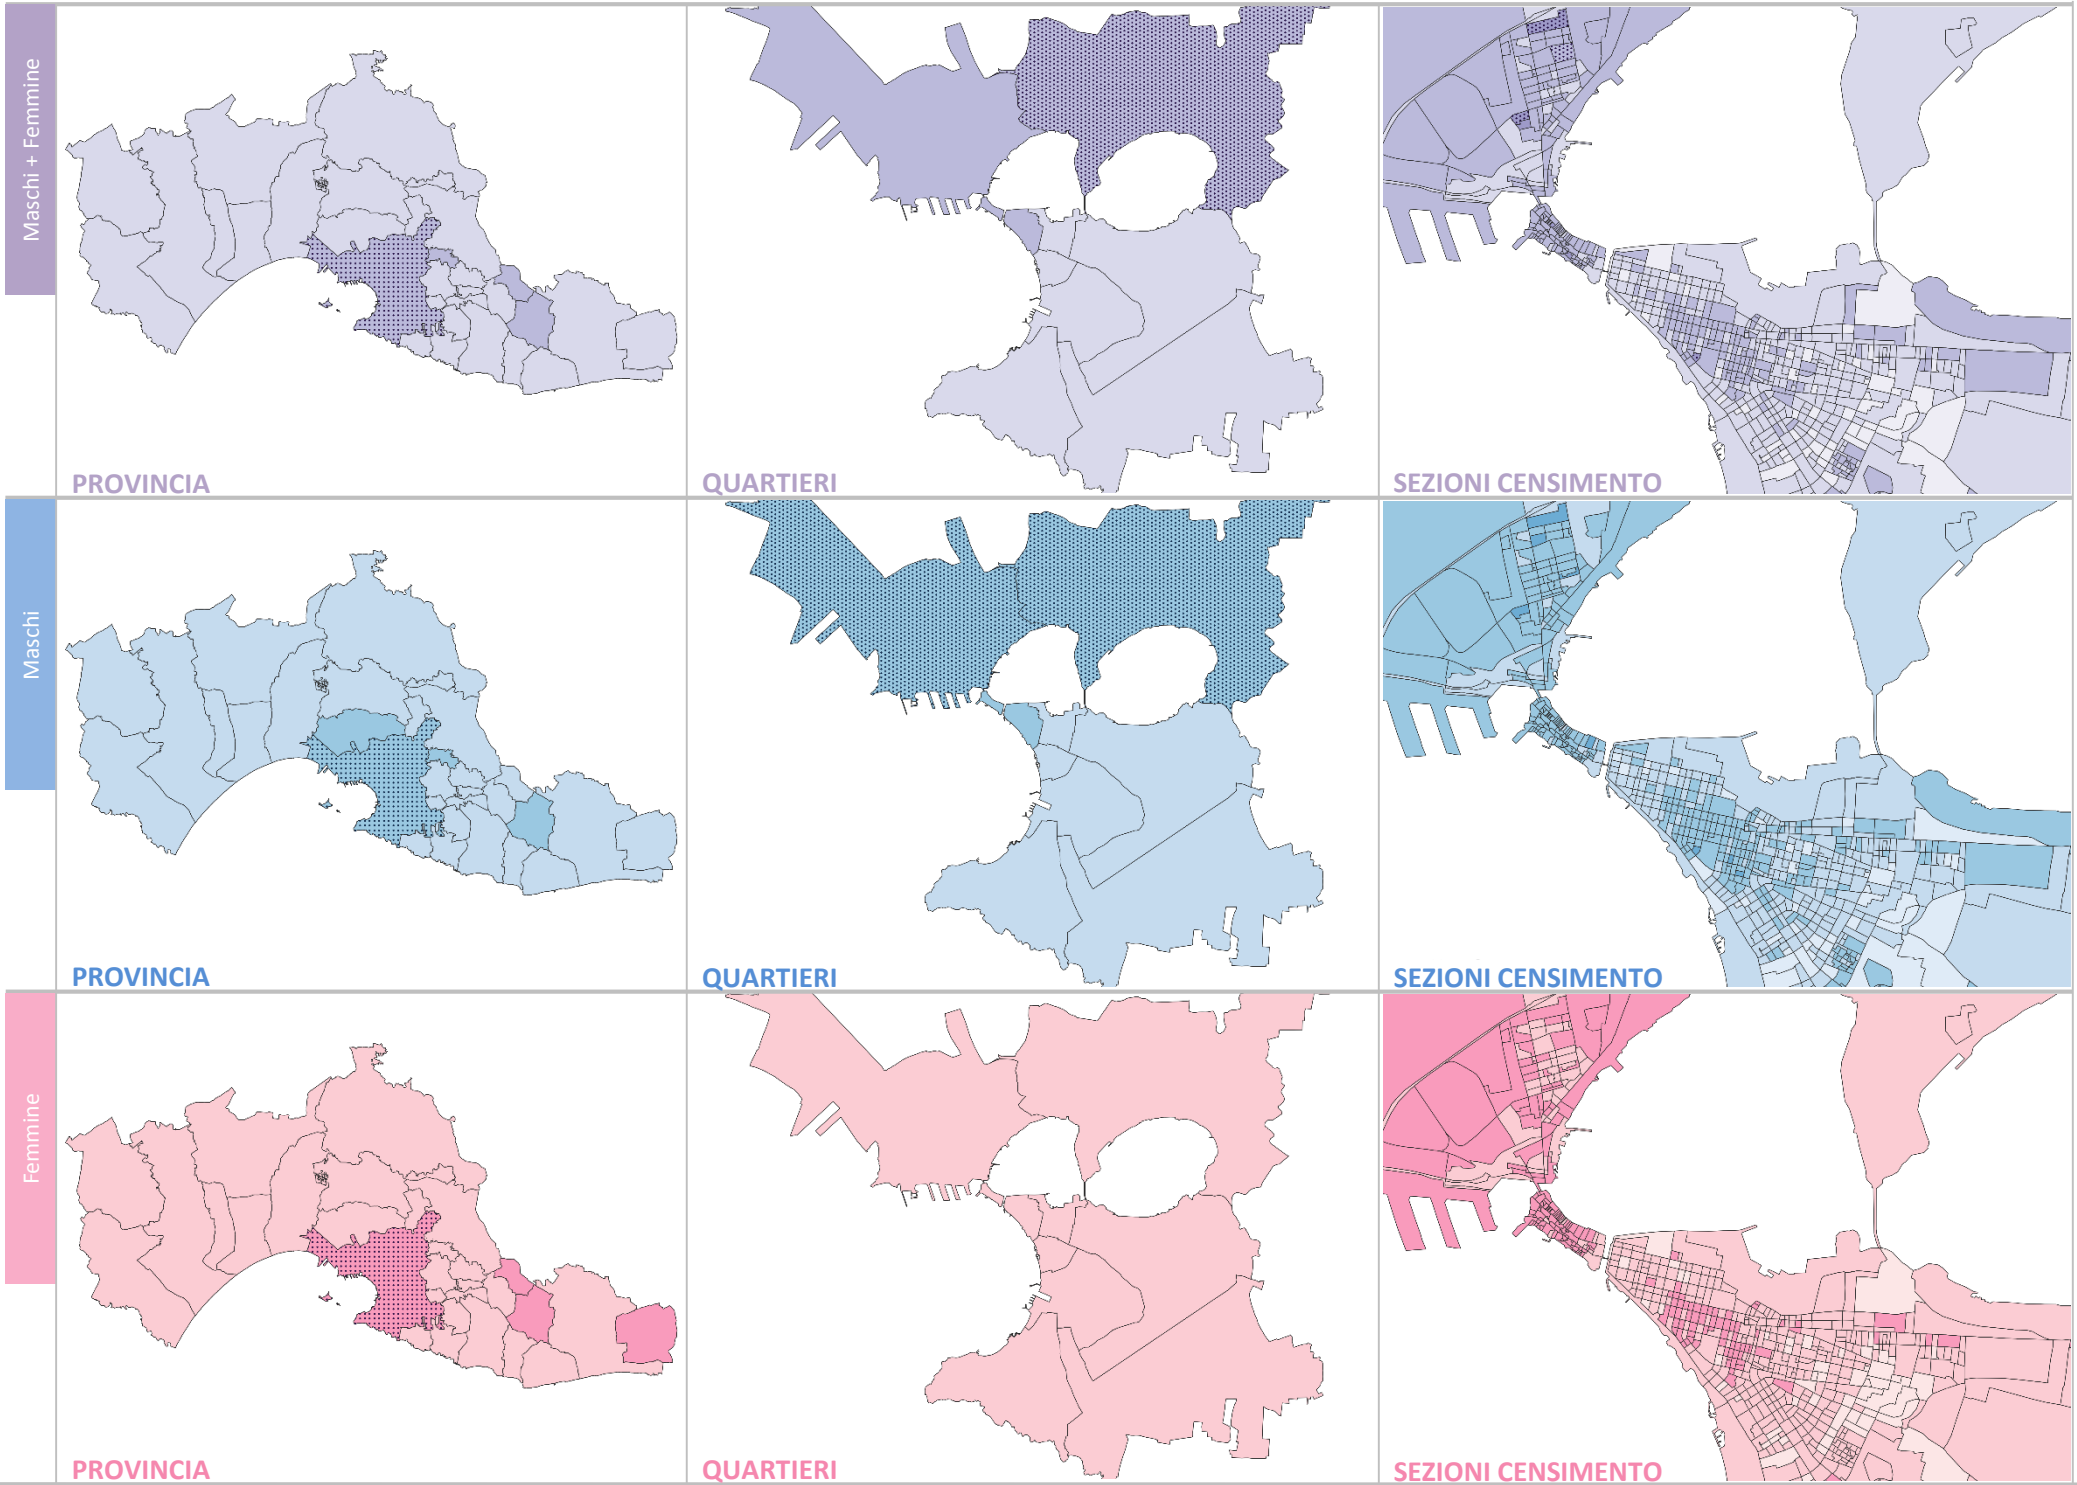 Maschi + Femmine
PROVINCIA
QUARTIERI
SEZIONI CENSIMENTO
Maschi
PROVINCIA
QUARTIERI
SEZIONI CENSIMENTO
Femmine
PROVINCIA
QUARTIERI
SEZIONI CENSIMENTO